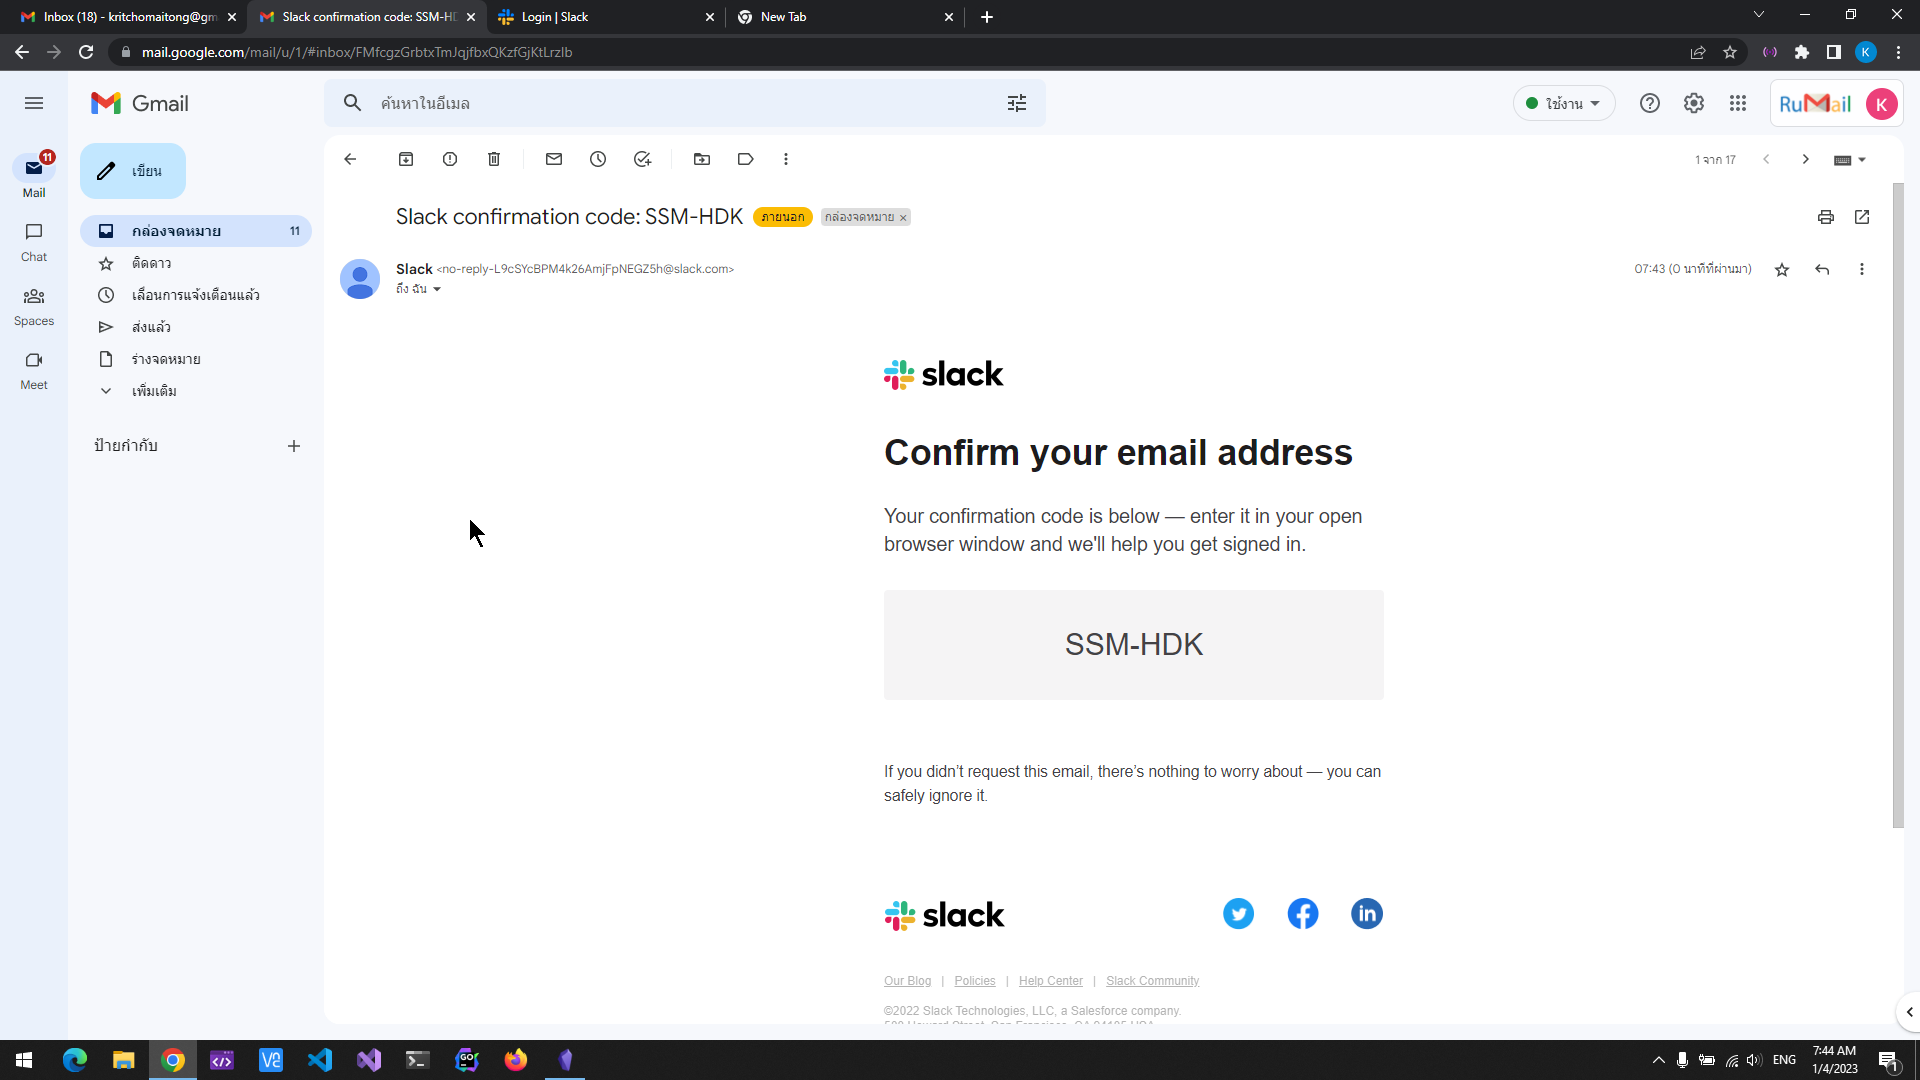 Inbox (18) - kritchomaitong@gm
Slack confirmation code: SSM-HD
Login | Slack
New Tab
mail.google.com/mail/u/1/#inbox/FMfcgzGrbtxTmJqjfbxQKzfGjKtLrzlb
K
Gmail
ค้นหาในอีเมล
ใช้งาน
RuMail
K
11
Mail
Chat
Spaces
Meet
เขียน
กล่องจดหมาย 11
ติดดาว
เลื่อนการแจ้งเตือนแล้ว
ส่งแล้ว
ร่างจดหมาย
เพิ่มเติม
ป้ายกำกับ
1 จาก 17
Slack confirmation code: SSM-HDK ภายนอก กล่องจดหมาย ×
Slack <no-reply-L9cSYcBPM4k26AmjFpNEGZ5h@slack.com>
07:43 (0 นาทีที่ผ่านมา)
ถึง ฉัน
slack
Confirm your email address
Your confirmation code is below — enter it in your open
browser window and we'll help you get signed in.
SSM-HDK
If you didn’t request this email, there’s nothing to worry about — you can
safely ignore it.
slack
in
Our Blog | Policies | Help Center | Slack Community
©2022 Slack Technologies, LLC, a Salesforce company.
GO
ENG
7:44 AM
1/4/2023
1